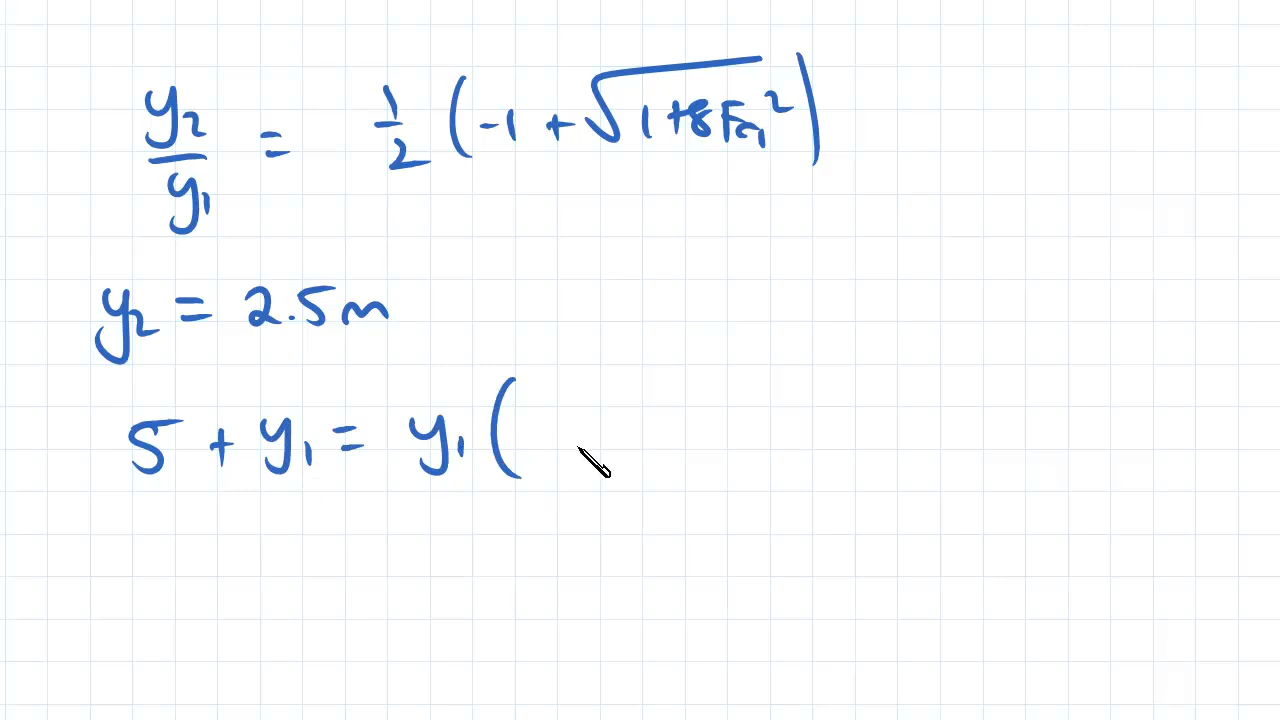 y₂/y₁ = 1/2 (-1 + √(1+8Fr₁²))
y₂ = 2.5m
5 + y₁ = y₁ (